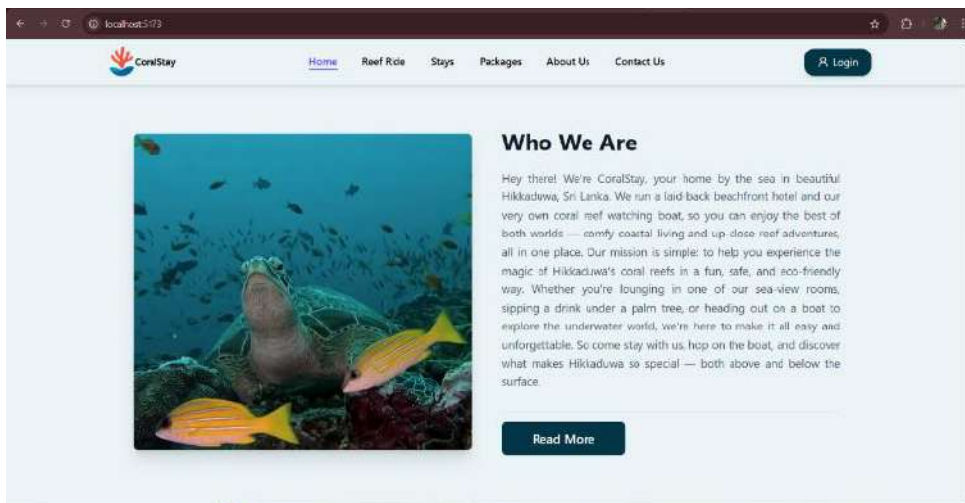 localhost:5173
CoralStay
Home Reef Ride Stays Packages About Us Contact Us
Login
Who We Are
Hey there! We're CoralStay, your home by the sea in beautiful
Hikkaduwa, Sri Lanka. We run a laid-back beachfront hotel and our
very own coral reef watching boat, so you can enjoy the best of
both worlds — comfy coastal living and up-close reef adventures,
all in one place. Our mission is simple: to help you experience the
magic of Hikkaduwa's coral reefs in a fun, safe, and eco-friendly
way. Whether you're lounging in one of our sea-view rooms,
sipping a drink under a palm tree, or heading out on a boat to
explore the underwater world, we're here to make it all easy and
unforgettable. So come stay with us, hop on the boat, and discover
what makes Hikkaduwa so special — both above and below the
surface.
Read More